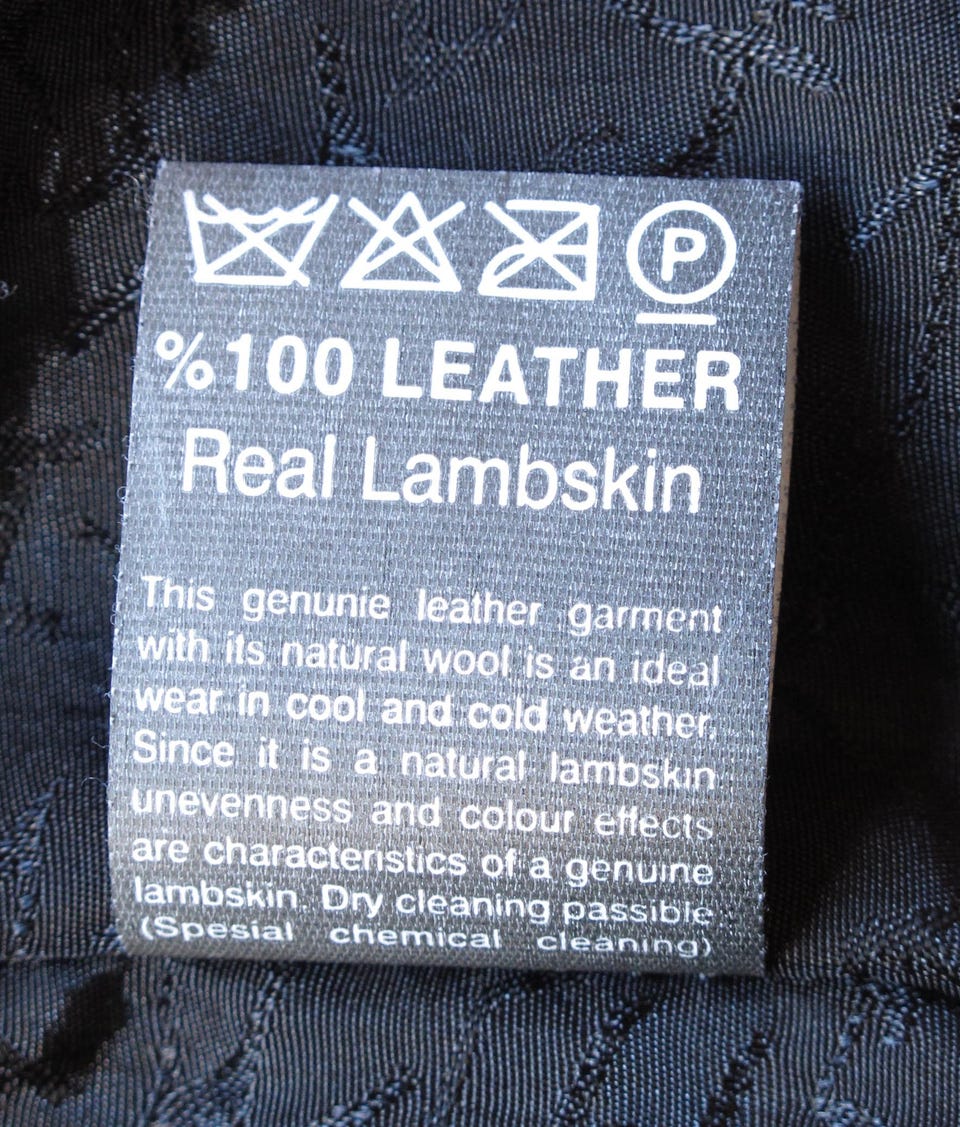 P
%100 LEATHER
Real Lambskin
This genunie leather garment
with its natural wool is an ideal
wear in cool and cold weather.
Since it is a natural lambskin
unevenness and colour effects
are characteristics of a genuine
lambskin. Dry cleaning passible
(Spesial chemical cleaning)